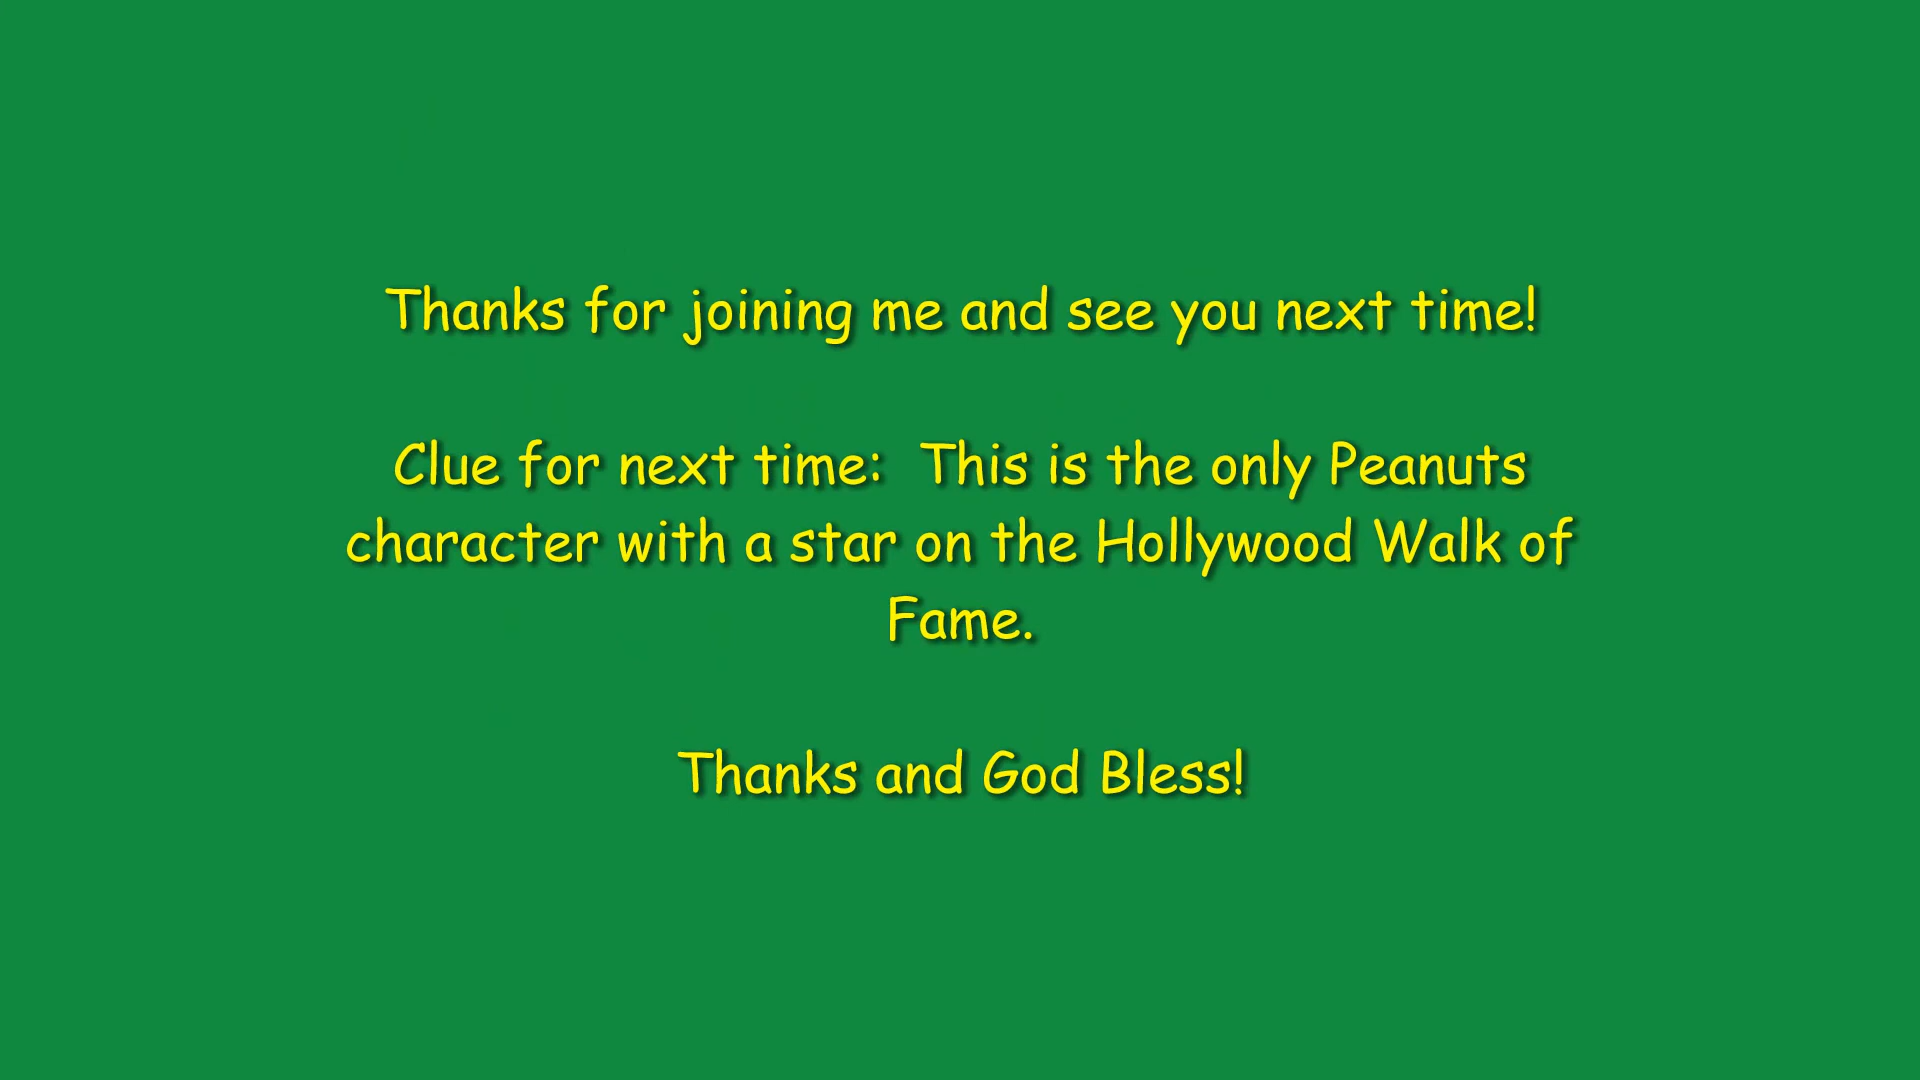 Thanks for joining me and see you next time!
Clue for next time:  This is the only Peanuts
character with a star on the Hollywood Walk of
Fame.
Thanks and God Bless!